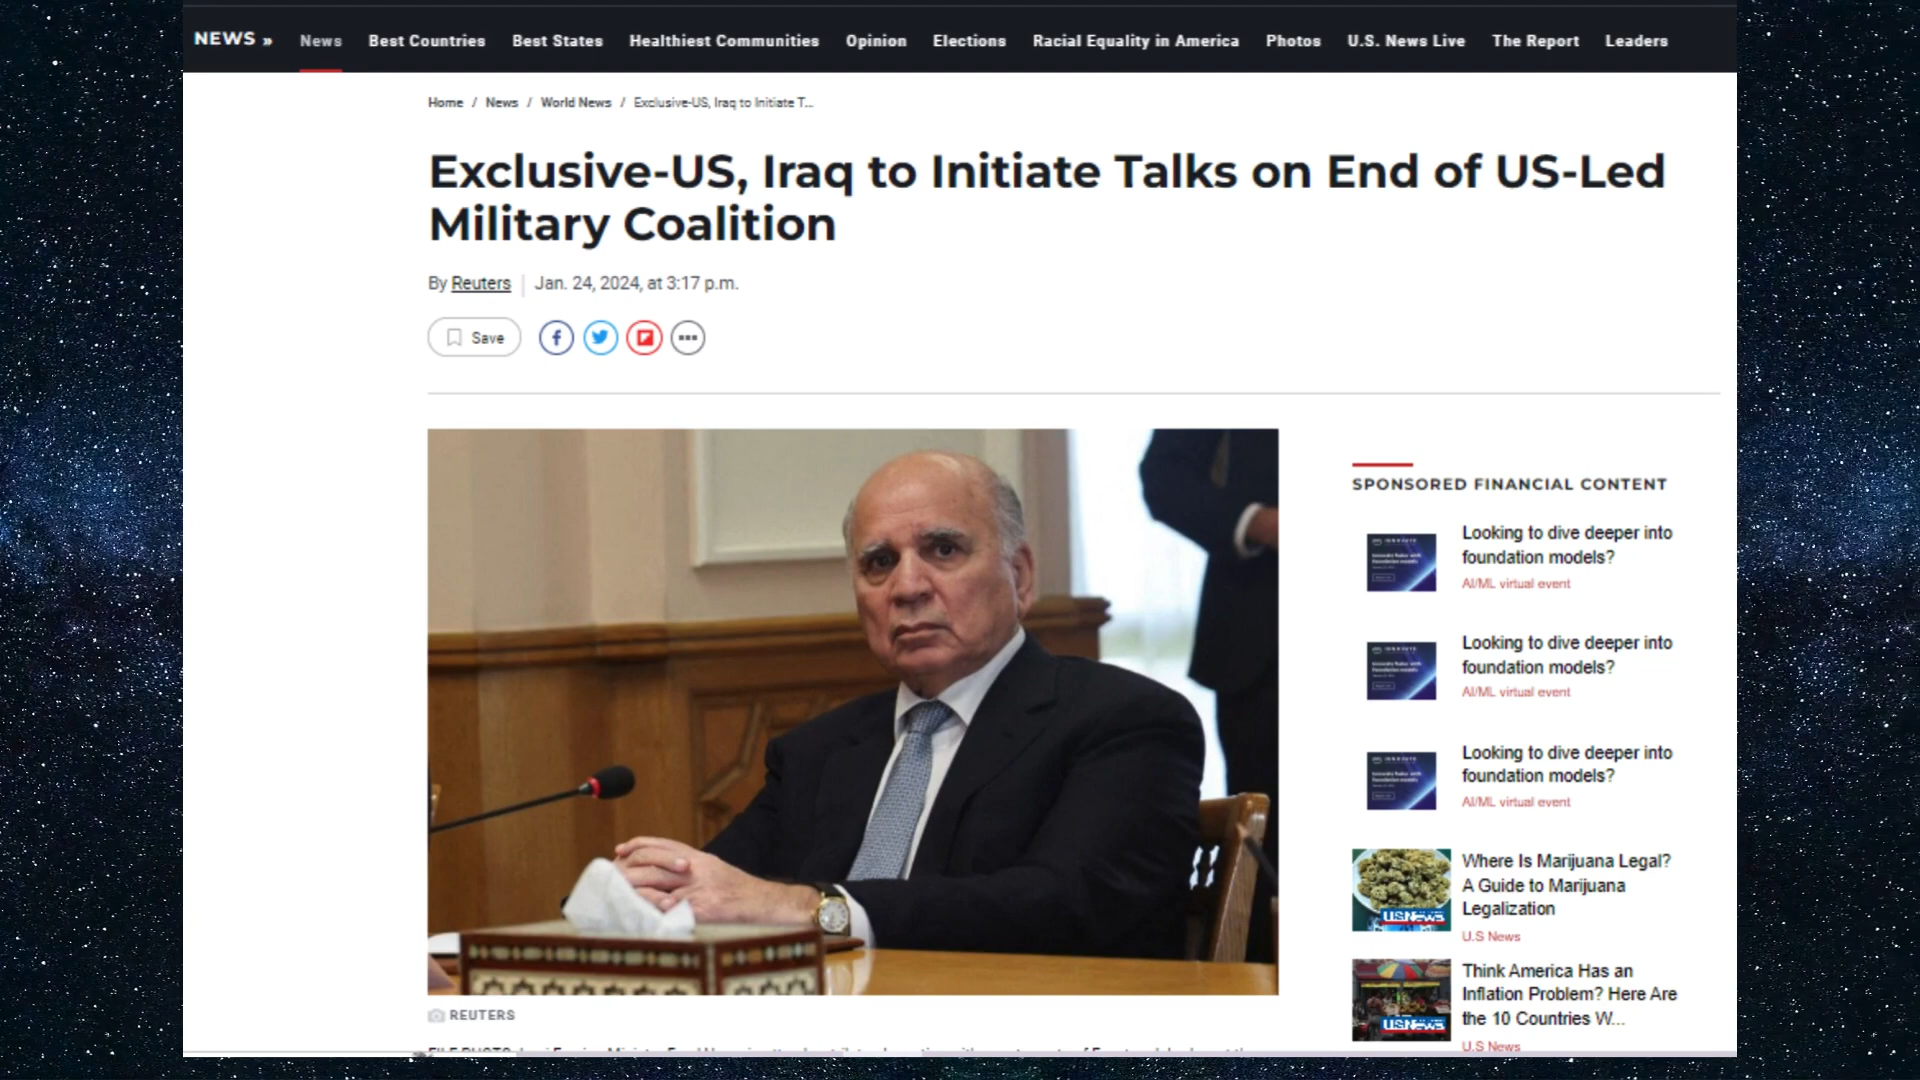 NEWS »
News
Best Countries
Best States
Healthiest Communities
Opinion
Elections
Racial Equality in America
Photos
U.S. News Live
The Report
Leaders
Home / News / World News / Exclusive-US, Iraq to Initiate T...
Exclusive-US, Iraq to Initiate Talks on End of US-Led
Military Coalition
By Reuters | Jan. 24, 2024, at 3:17 p.m.
Save
REUTERS
SPONSORED FINANCIAL CONTENT
Looking to dive deeper into
foundation models?
AI/ML virtual event
Looking to dive deeper into
foundation models?
AI/ML virtual event
Looking to dive deeper into
foundation models?
AI/ML virtual event
USNews
Where Is Marijuana Legal?
A Guide to Marijuana
Legalization
U.S News
USNews
Think America Has an
Inflation Problem? Here Are
the 10 Countries W...
U.S News